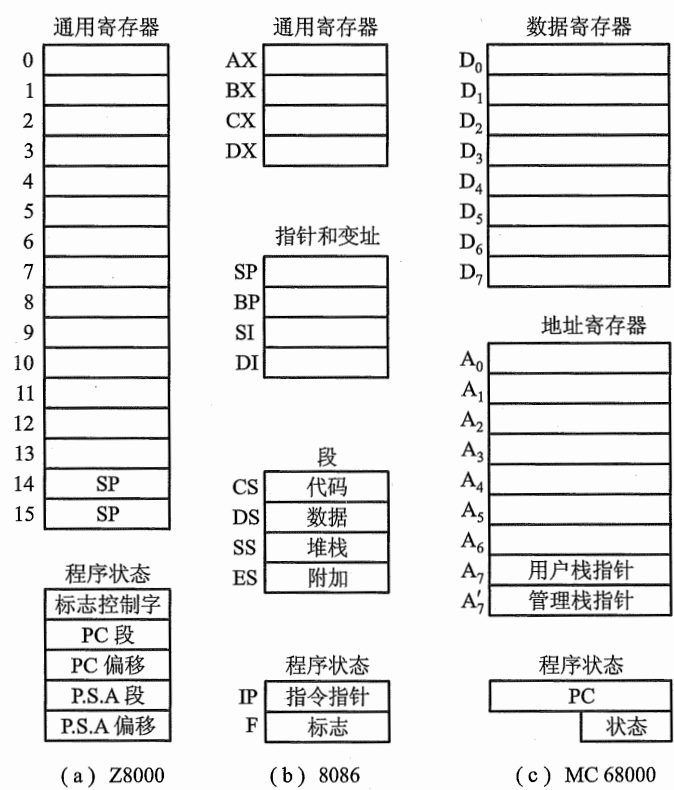 通用寄存器
0
1
2
3
4
5
6
7
8
9
10
11
12
13
14 SP
15 SP
程序状态
标志控制字
PC 段
PC 偏移
P.S.A 段
P.S.A 偏移
(a) Z8000
通用寄存器
AX
BX
CX
DX
指针和变址
SP
BP
SI
DI
段
CS 代码
DS 数据
SS 堆栈
ES 附加
程序状态
IP 指令指针
F 标志
(b) 8086
数据寄存器
D₀
D₁
D₂
D₃
D₄
D₅
D₆
D₇
地址寄存器
A₀
A₁
A₂
A₃
A₄
A₅
A₆
A₇ 用户栈指针
A′₇ 管理栈指针
程序状态
PC
状态
(c) MC 68000